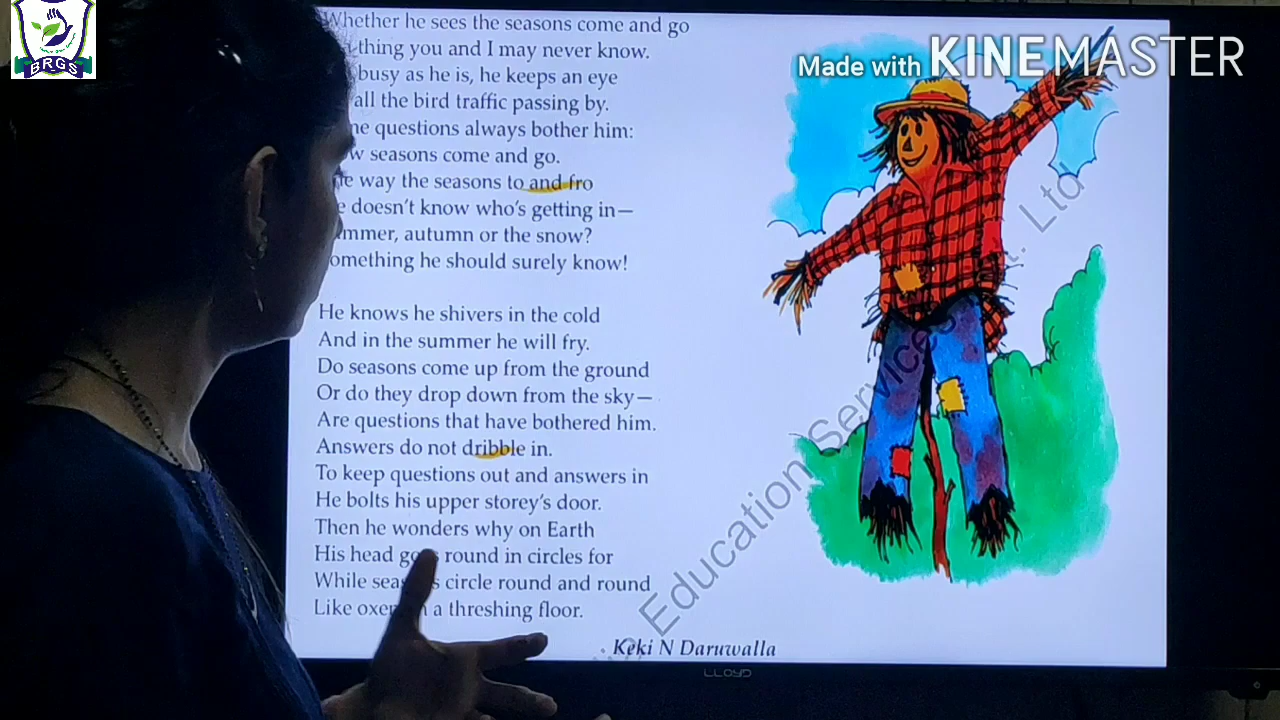 BRGS
Made with KINEMASTER
Whether he sees the seasons come and go
thing you and I may never know.
busy as he is, he keeps an eye
all the bird traffic passing by.
questions always bother him:
seasons come and go.
way the seasons to and fro
doesn't know who's getting in—
autumn or the snow?
omething he should surely know!
He knows he shivers in the cold
And in the summer he will fry.
Do seasons come up from the ground
Or do they drop down from the sky—
Are questions that have bothered him.
Answers do not dribble in.
To keep questions out and answers in
He bolts his upper storey's door.
Then he wonders why on Earth
His head round in circles for
While circle round and round
Like a threshing floor.
Keki N Daruwalla
Education Services Ltd
LLOYD